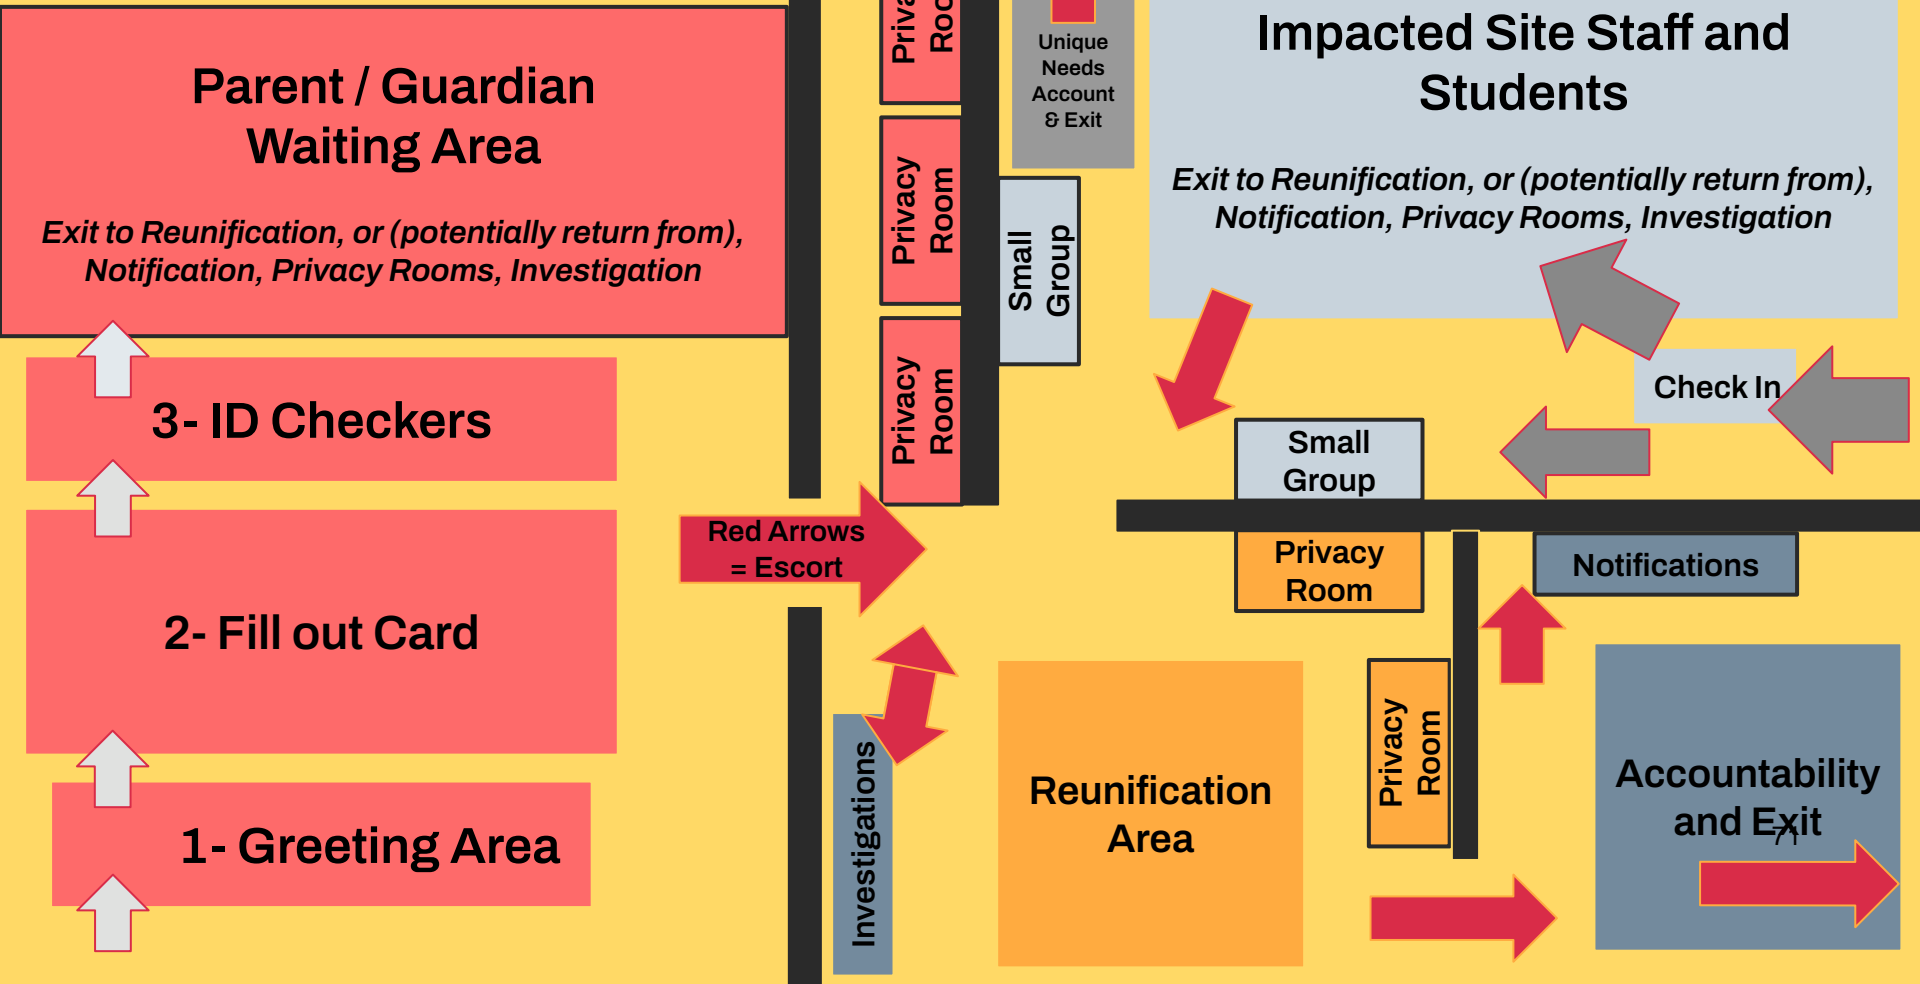 Parent / Guardian
Waiting Area
Exit to Reunification, or (potentially return from),
Notification, Privacy Rooms, Investigation
3- ID Checkers
2- Fill out Card
1- Greeting Area
Privacy
Room
Privacy
Room
Small
Group
Unique
Needs
Account
& Exit
Impacted Site Staff and
Students
Exit to Reunification, or (potentially return from),
Notification, Privacy Rooms, Investigation
Check In
Small
Group
Red Arrows
= Escort
Privacy
Room
Notifications
Investigations
Reunification
Area
Privacy
Room
Accountability
and Exit